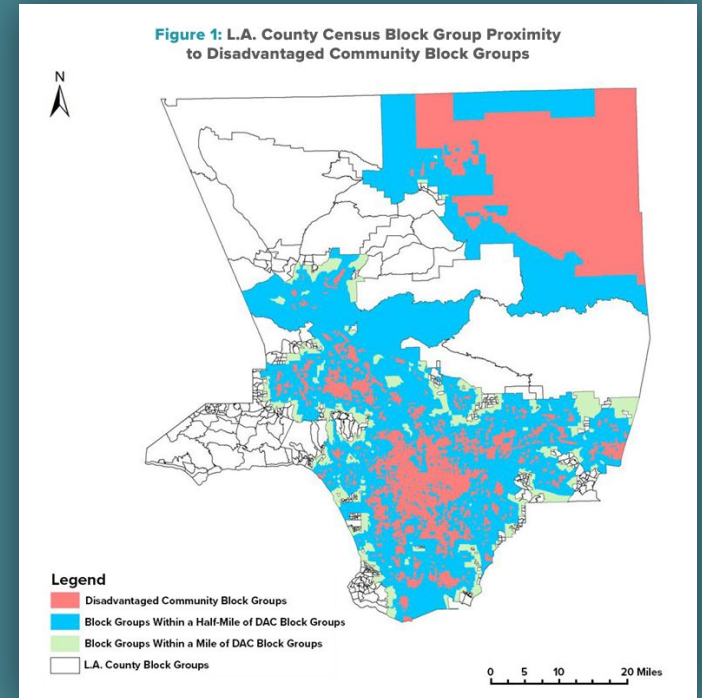 Figure 1: L.A. County Census Block Group Proximity
to Disadvantaged Community Block Groups
N
Legend
Disadvantaged Community Block Groups
Block Groups Within a Half-Mile of DAC Block Groups
Block Groups Within a Mile of DAC Block Groups
L.A. County Block Groups
0 5 10 20 Miles